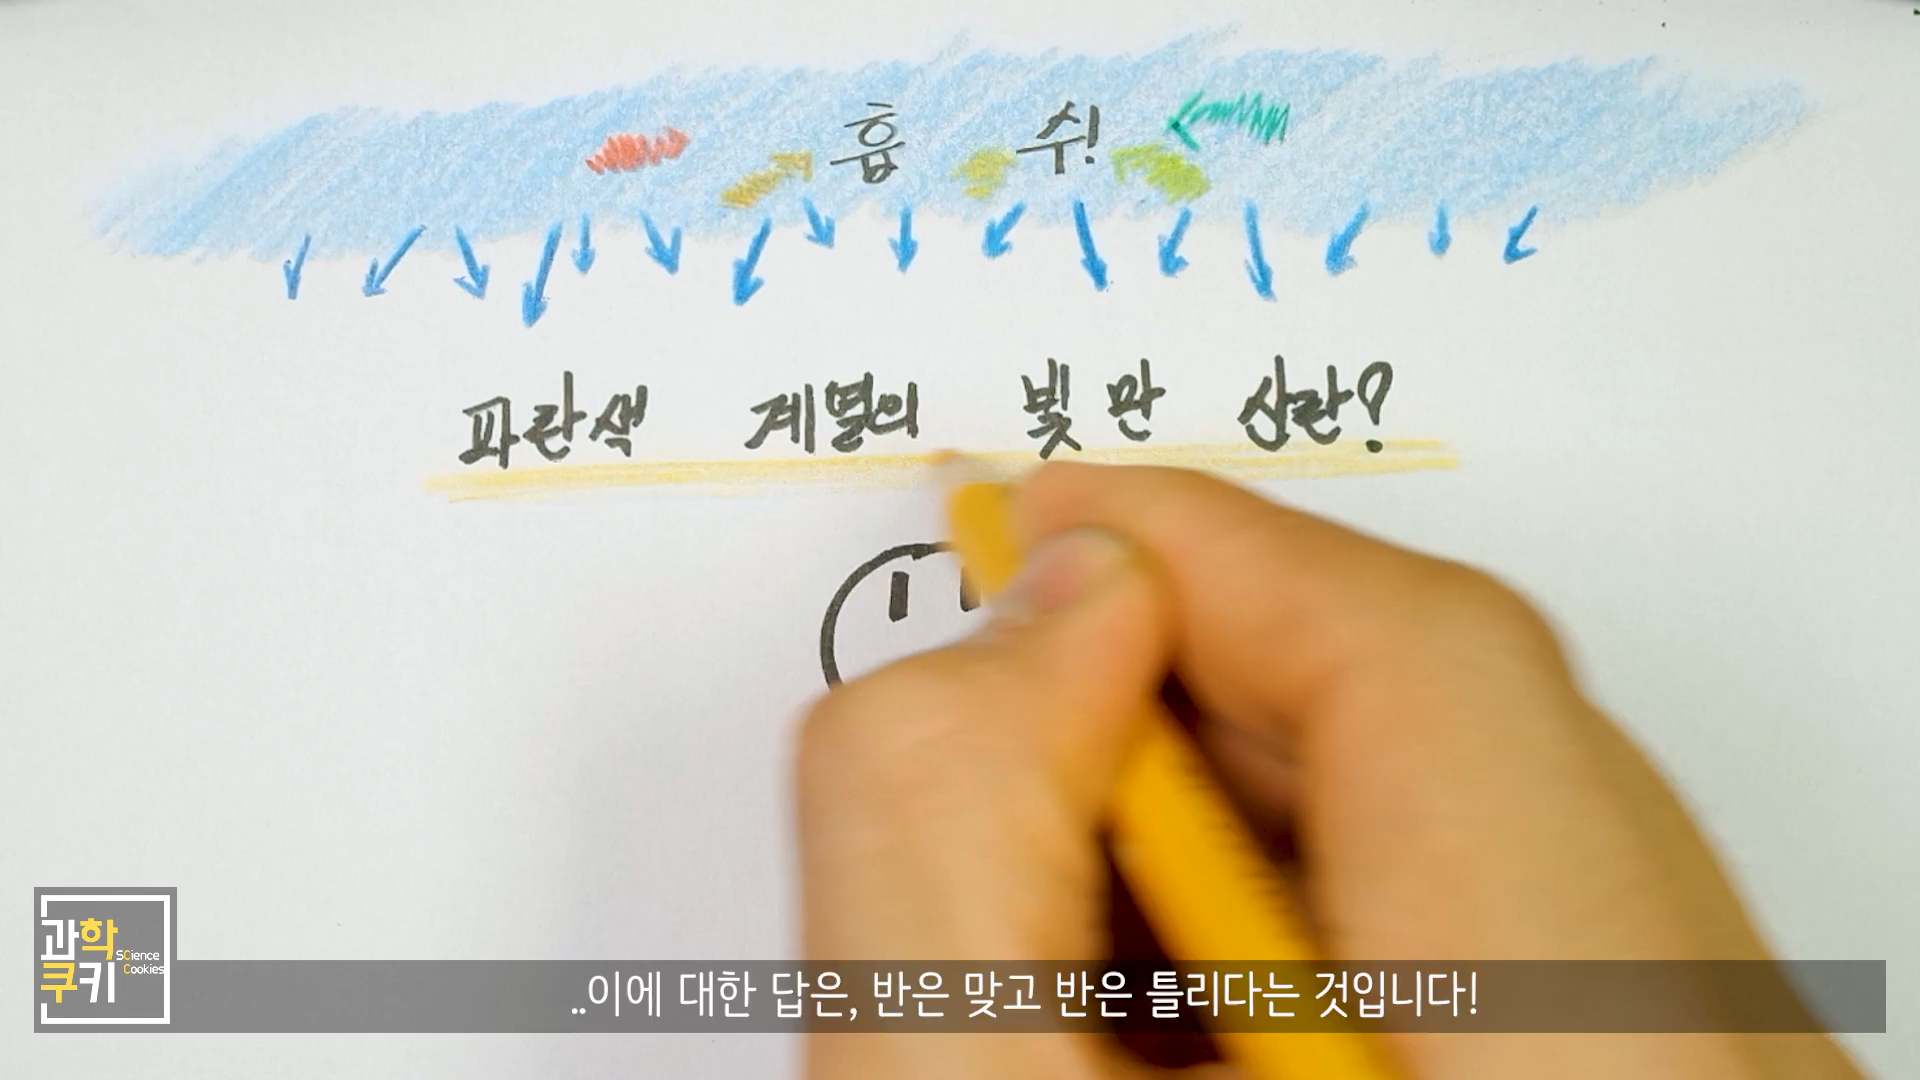 흡 쉬!
파란색 계열의 빛만 산란?
과학
쿠키
SCience
Cookies
..이에 대한 답은, 반은 맞고 반은 틀리다는 것입니다!